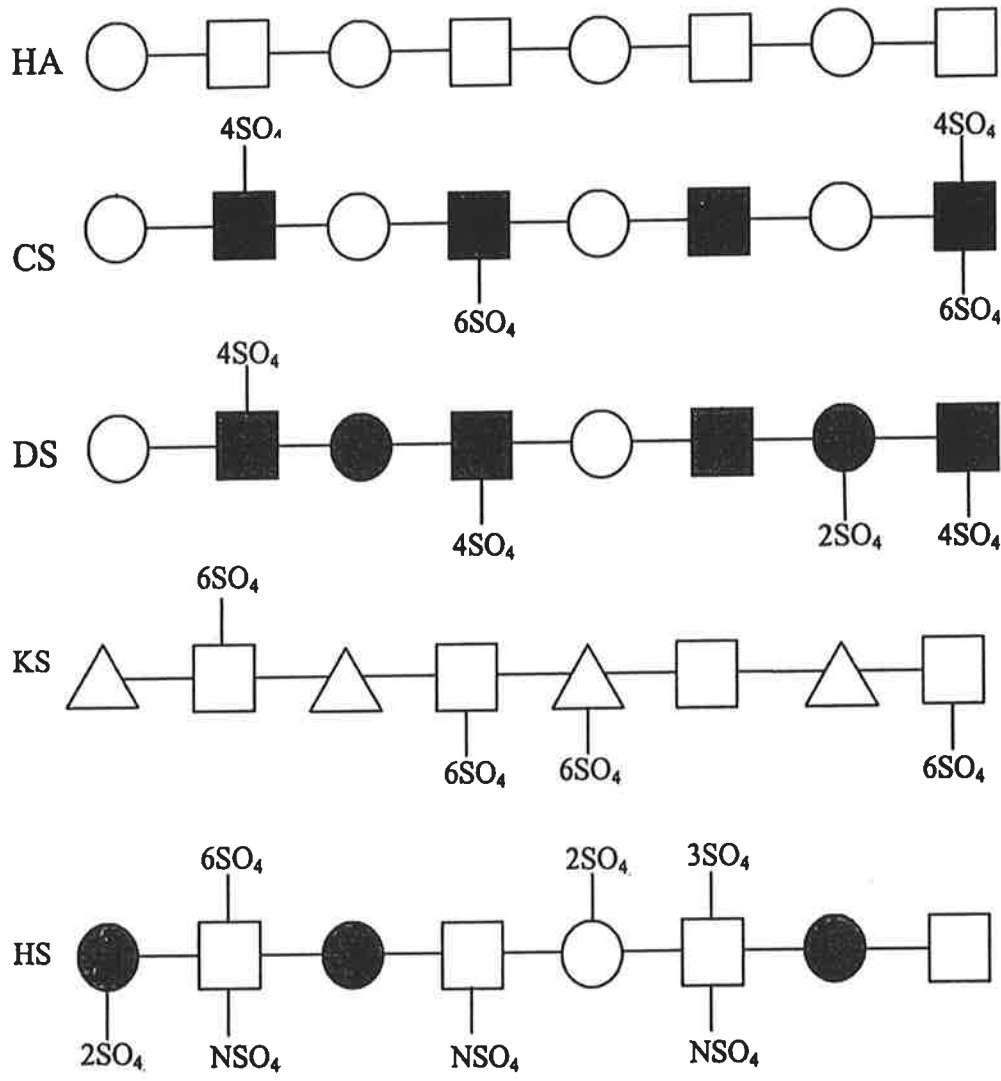 HA
4SO₄ 4SO₄
CS
6SO₄ 6SO₄
4SO₄
DS
4SO₄ 2SO₄ 4SO₄
6SO₄
KS
6SO₄ 6SO₄ 6SO₄
6SO₄ 2SO₄ 3SO₄
HS
2SO₄ NSO₄ NSO₄ NSO₄